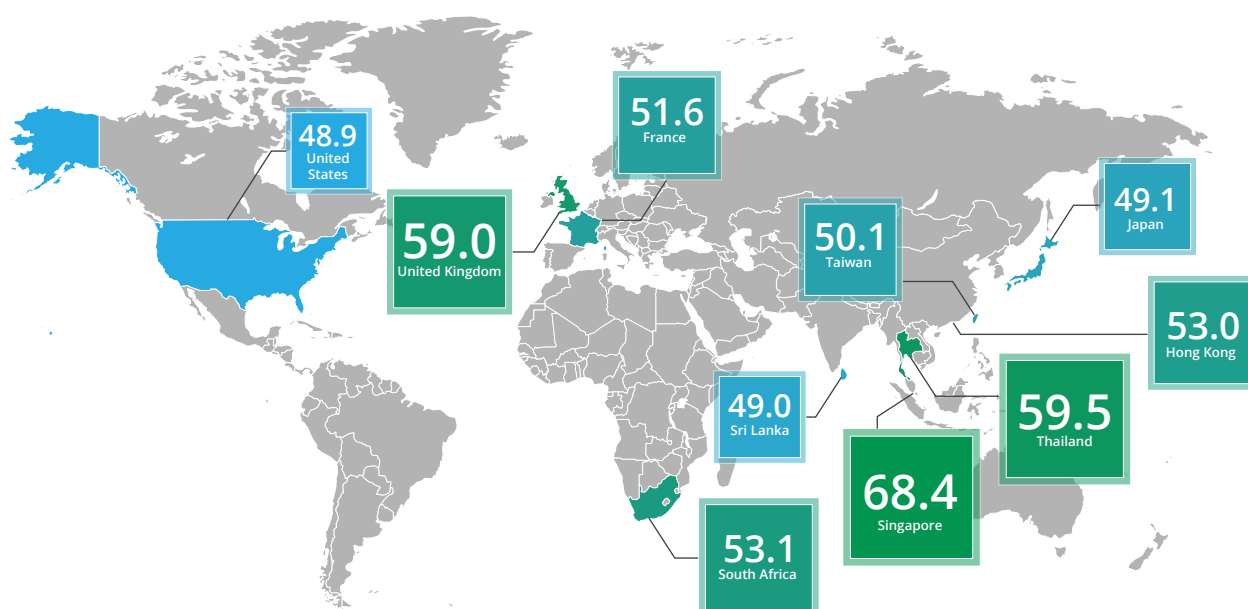 51.6
France
48.9
United
States
49.1
Japan
59.0
United Kingdom
50.1
Taiwan
53.0
Hong Kong
49.0
Sri Lanka
59.5
Thailand
68.4
Singapore
53.1
South Africa